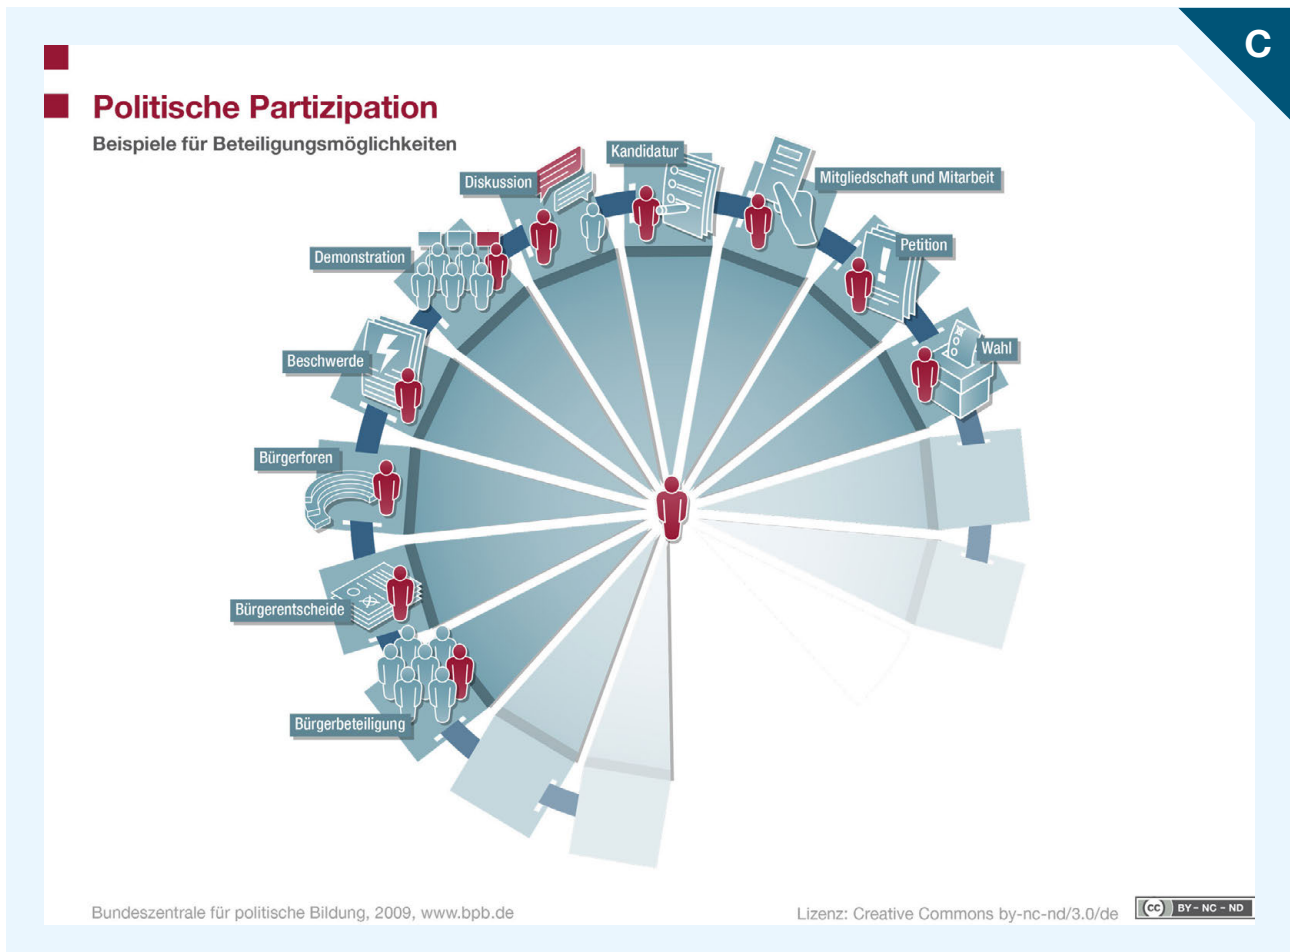 C
Politische Partizipation
Beispiele für Beteiligungsmöglichkeiten
Kandidatur
Diskussion
Mitgliedschaft und Mitarbeit
Demonstration
Petition
Beschwerde
Wahl
Bürgerforen
Bürgerentscheide
Bürgerbeteiligung
Bundeszentrale für politische Bildung, 2009, www.bpb.de
Lizenz: Creative Commons by-nc-nd/3.0/de
cc BY - NC - ND